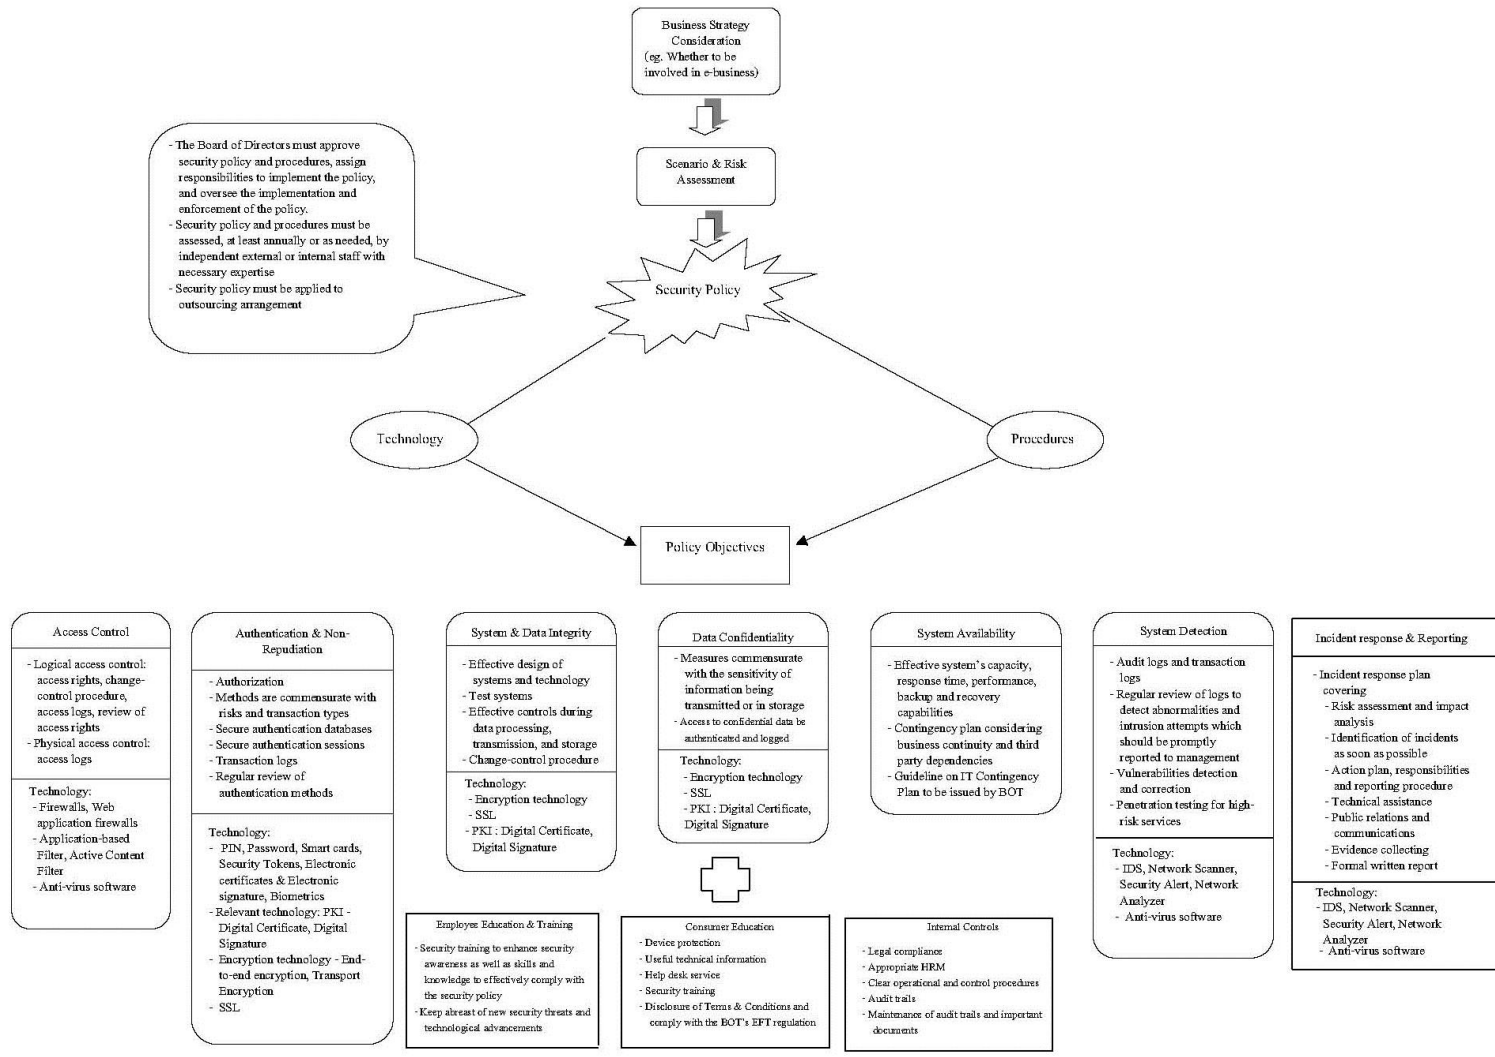 Business Strategy
Consideration
(eg. Whether to be
involved in e-business)
Scenario & Risk
Assessment
- The Board of Directors must approve
security policy and procedures, assign
responsibilities to implement the policy,
and oversee the implementation and
enforcement of the policy.
- Security policy and procedures must be
assessed, at least annually or as needed, by
independent external or internal staff with
necessary expertise
- Security policy must be applied to
outsourcing arrangement
Security Policy
Technology
Procedures
Policy Objectives
Access Control
- Logical access control:
access rights, change-
control procedure,
access logs, review of
access rights
- Physical access control:
access logs
Technology:
- Firewalls, Web
application firewalls
- Application-based
Filter, Active Content
Filter
- Anti-virus software
Authentication & Non-
Repudiation
- Authorization
- Methods are commensurate with
risks and transaction types
- Secure authentication databases
- Secure authentication sessions
- Transaction logs
- Regular review of
authentication methods
Technology:
- PIN, Password, Smart cards,
Security Tokens, Electronic
certificates & Electronic
signature, Biometrics
- Relevant technology: PKI -
Digital Certificate, Digital
Signature
- Encryption technology - End-
to-end encryption, Transport
Encryption
- SSL
System & Data Integrity
- Effective design of
systems and technology
- Test systems
- Effective controls during
data processing,
transmission, and storage
- Change-control procedure
Technology:
- Encryption technology
- SSL
- PKI : Digital Certificate,
Digital Signature
Data Confidentiality
- Measures commensurate
with the sensitivity of
information being
transmitted or in storage
- Access to confidential data be
authenticated and logged
Technology:
- Encryption technology
- SSL
- PKI : Digital Certificate,
Digital Signature
System Availability
- Effective system's capacity,
response time, performance,
backup and recovery
capabilities
- Contingency plan considering
business continuity and third
party dependencies
- Guideline on IT Contingency
Plan to be issued by BOT
System Detection
- Audit logs and transaction
logs
- Regular review of logs to
detect abnormalities and
intrusion attempts which
should be promptly
reported to management
- Vulnerabilities detection
and correction
- Penetration testing for high-
risk services
Technology:
- IDS, Network Scanner,
Security Alert, Network
Analyzer
- Anti-virus software
Incident response & Reporting
- Incident response plan
covering
- Risk assessment and impact
analysis
- Identification of incidents
as soon as possible
- Action plan, responsibilities
and reporting procedure
- Technical assistance
- Public relations and
communications
- Evidence collecting
- Formal written report
Technology:
- IDS, Network Scanner,
Security Alert, Network
Analyzer
- Anti-virus software
Employee Education & Training
- Security training to enhance security
awareness as well as skills and
knowledge to effectively comply with
the security policy
- Keep abreast of new security threats and
technological advancements
Consumer Education
- Device protection
- Useful technical information
- Help desk service
- Security training
- Disclosure of Terms & Conditions and
comply with the BOT's EFT regulation
Internal Controls
- Legal compliance
- Appropriate HRM
- Clear operational and control procedures
- Audit trails
- Maintenance of audit trails and important
documents